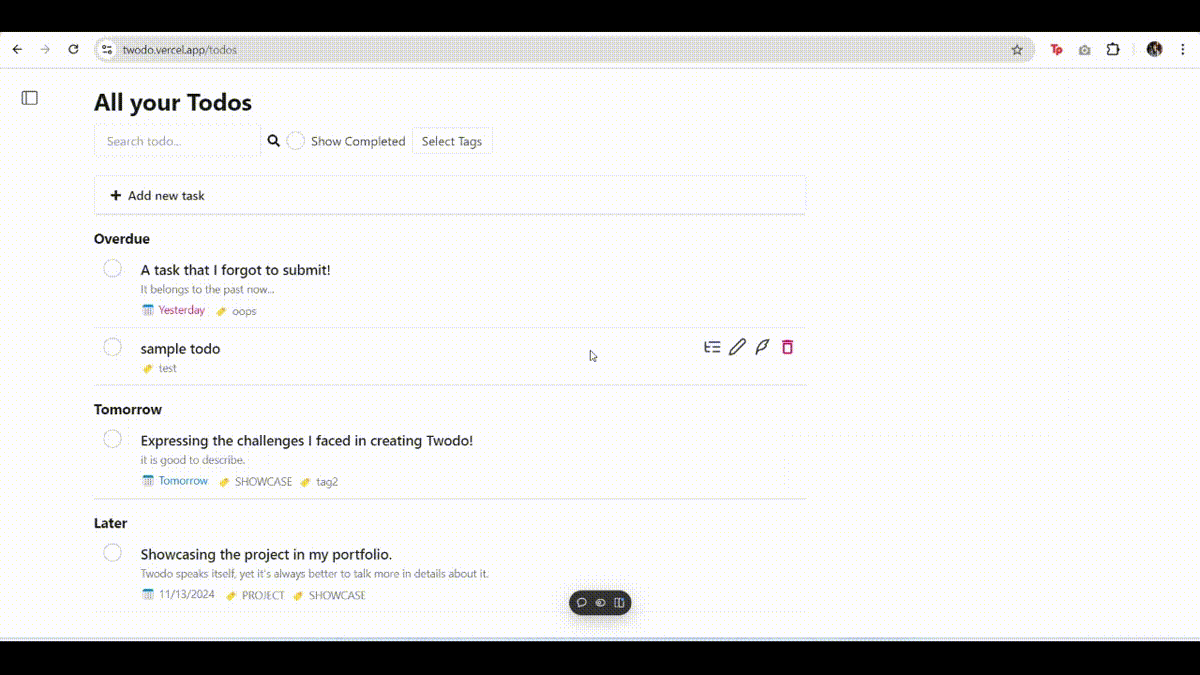 twodo.vercel.app/todos
Tp
All your Todos
Search todo...
Show Completed
Select Tags
Add new task
Overdue
A task that I forgot to submit!
It belongs to the past now...
Yesterday oops
sample todo
test
Tomorrow
Expressing the challenges I faced in creating Twodo!
it is good to describe.
Tomorrow SHOWCASE tag2
Later
Showcasing the project in my portfolio.
Twodo speaks itself, yet it's always better to talk more in details about it.
11/13/2024 PROJECT SHOWCASE